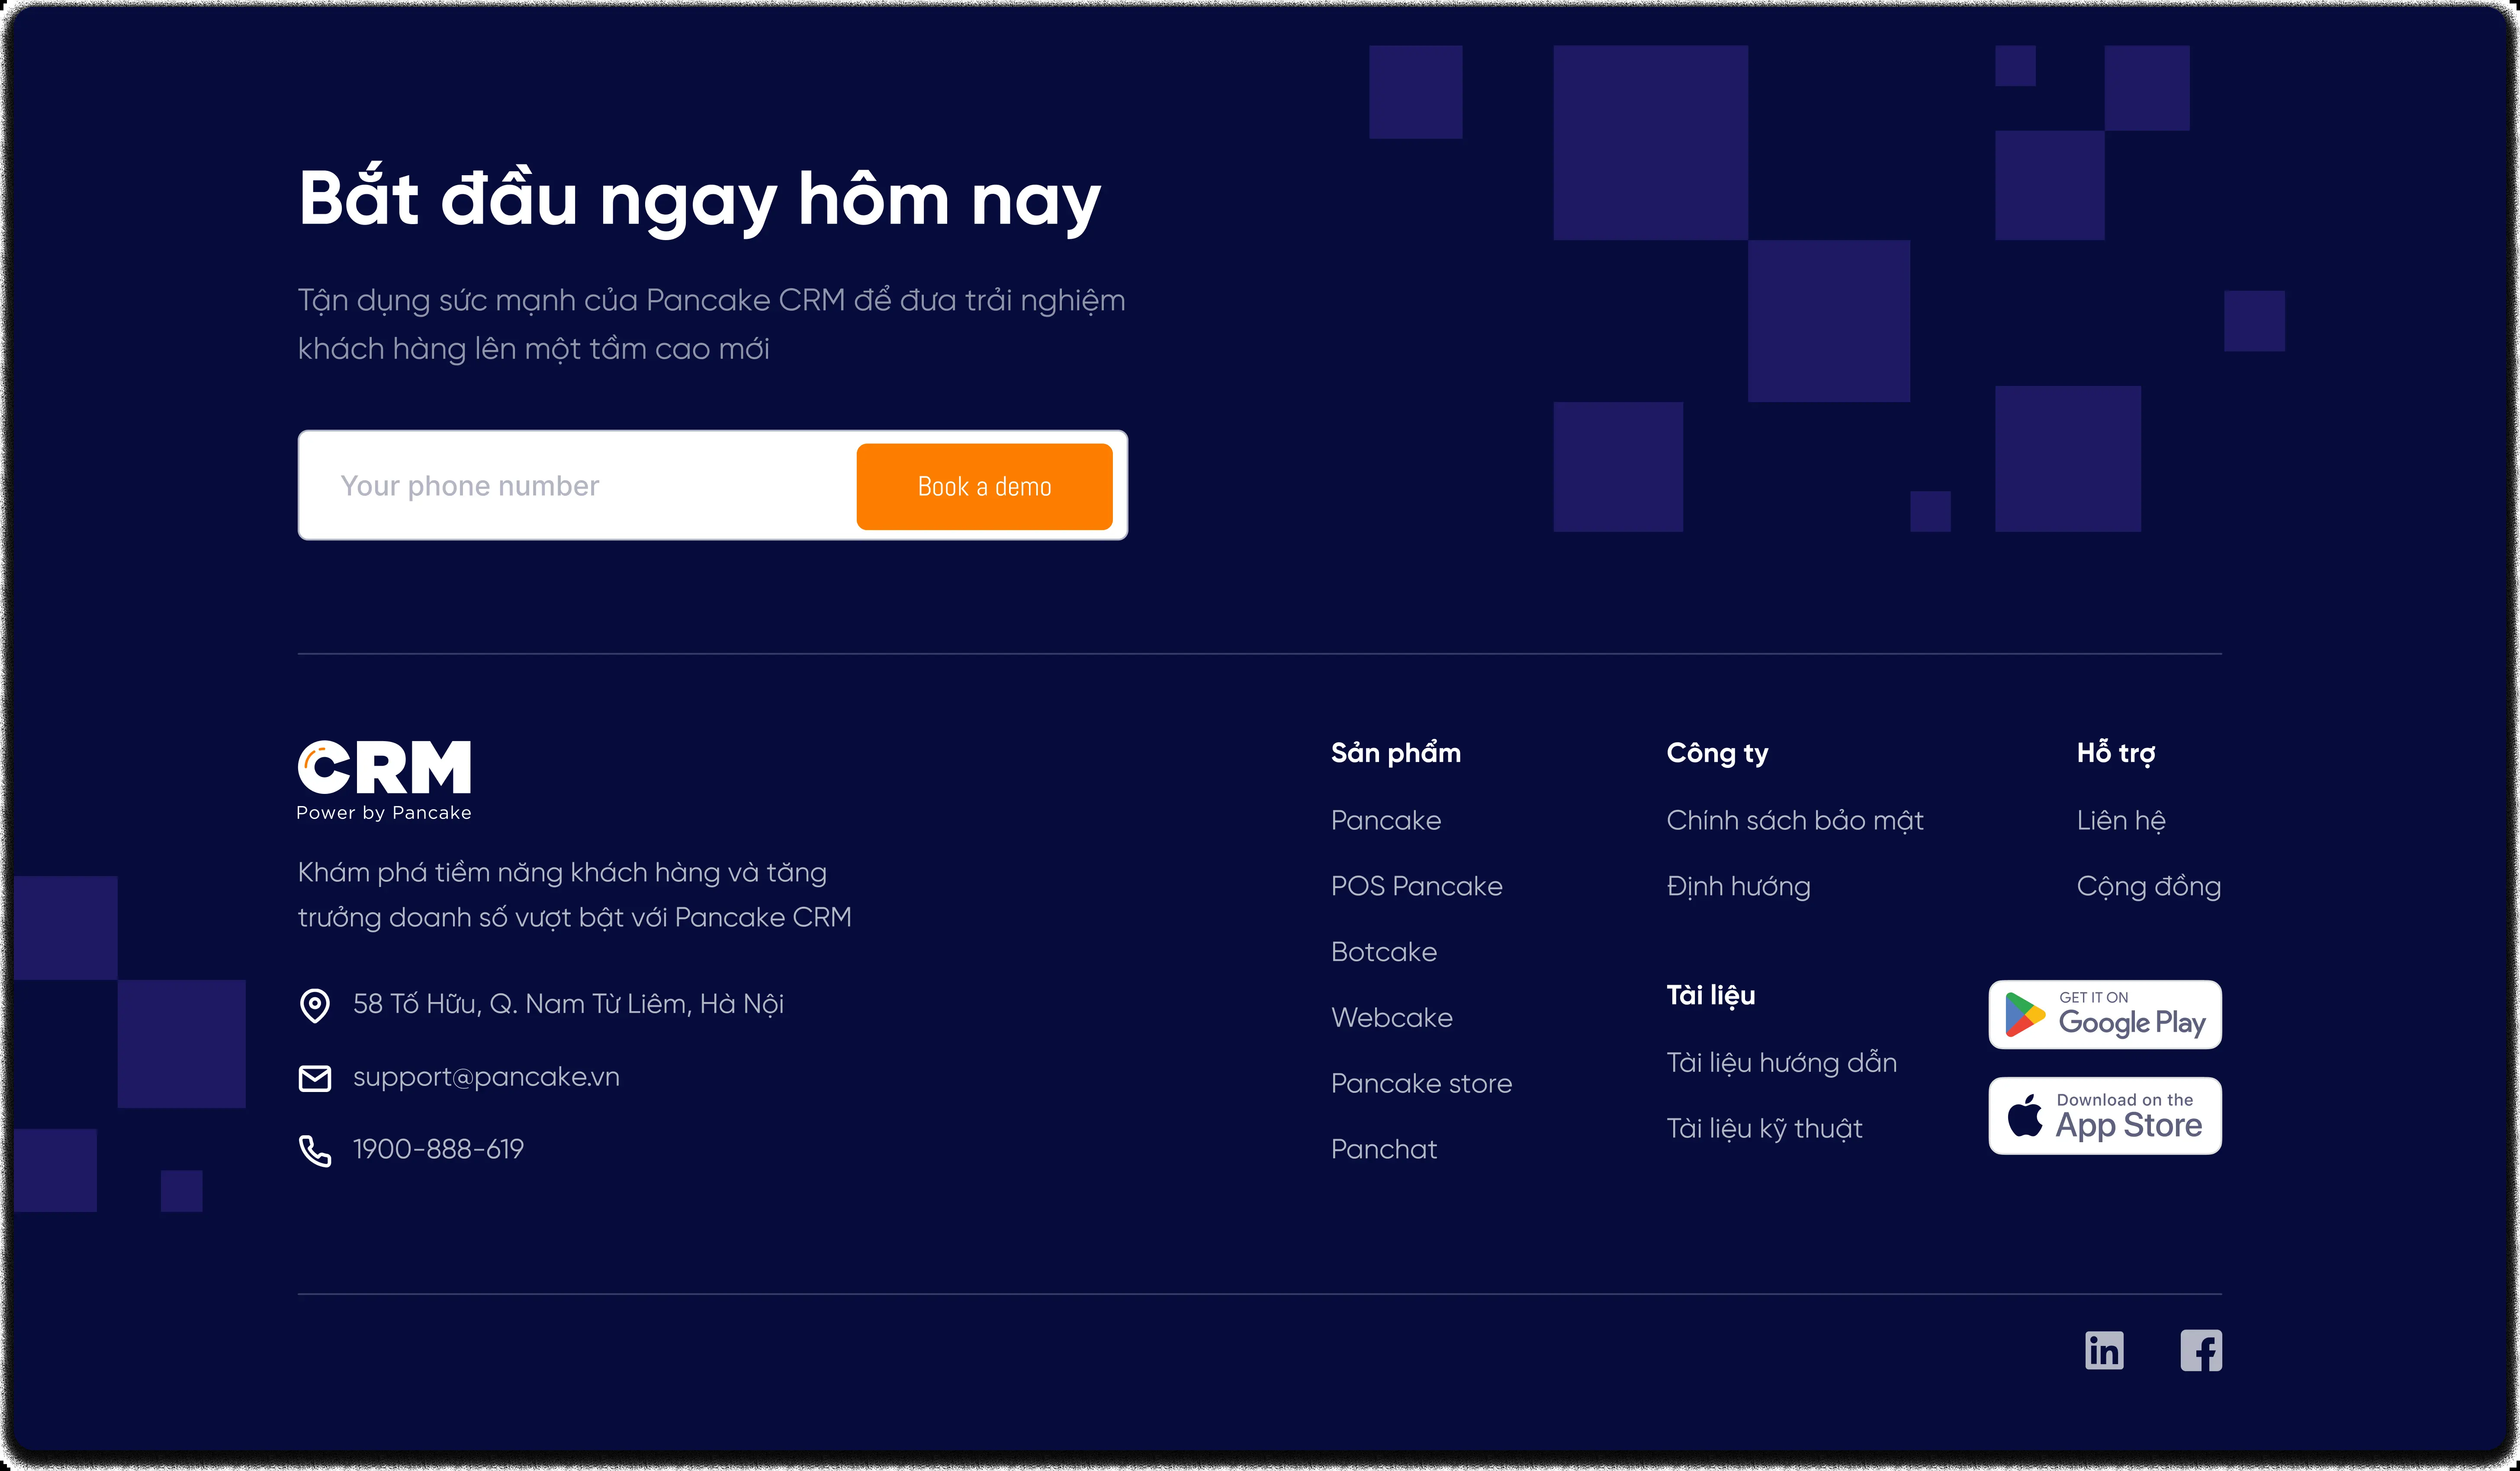 Bắt đầu ngay hôm nay
Tận dụng sức mạnh của Pancake CRM để đưa trải nghiệm
khách hàng lên một tầm cao mới
Your phone number
Book a demo
CRM
Power by Pancake
Khám phá tiềm năng khách hàng và tăng
trưởng doanh số vượt bật với Pancake CRM
58 Tố Hữu, Q. Nam Từ Liêm, Hà Nội
support@pancake.vn
1900-888-619
Sản phẩm
Pancake
POS Pancake
Botcake
Webcake
Pancake store
Panchat
Công ty
Chính sách bảo mật
Định hướng
Tài liệu
Tài liệu hướng dẫn
Tài liệu kỹ thuật
Hỗ trợ
Liên hệ
Cộng đồng
GET IT ON
Google Play
Download on the
App Store
in
f